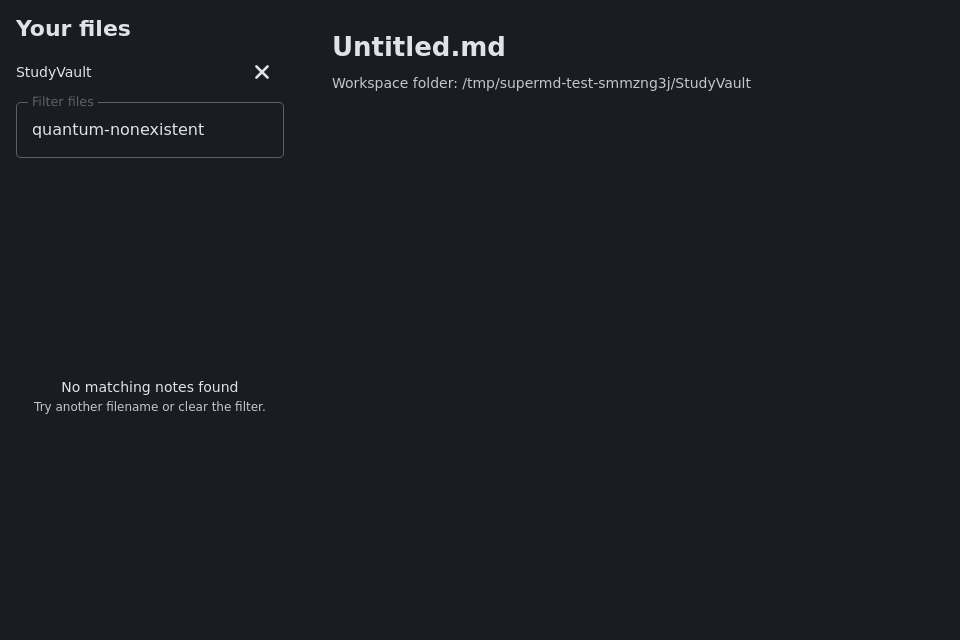 Your files
StudyVault
Filter files
quantum-nonexistent
No matching notes found
Try another filename or clear the filter.
Untitled.md
Workspace folder: /tmp/supermd-test-smmzng3j/StudyVault